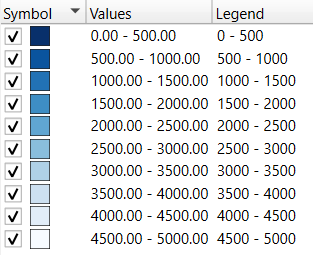 Symbol Values Legend
0.00 - 500.00 0 - 500
500.00 - 1000.00 500 - 1000
1000.00 - 1500.00 1000 - 1500
1500.00 - 2000.00 1500 - 2000
2000.00 - 2500.00 2000 - 2500
2500.00 - 3000.00 2500 - 3000
3000.00 - 3500.00 3000 - 3500
3500.00 - 4000.00 3500 - 4000
4000.00 - 4500.00 4000 - 4500
4500.00 - 5000.00 4500 - 5000